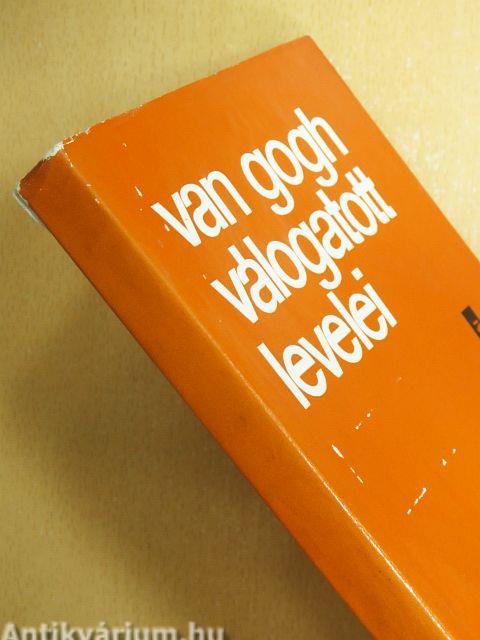 van gogh
válogatott
levelei
Antikvárium.hu